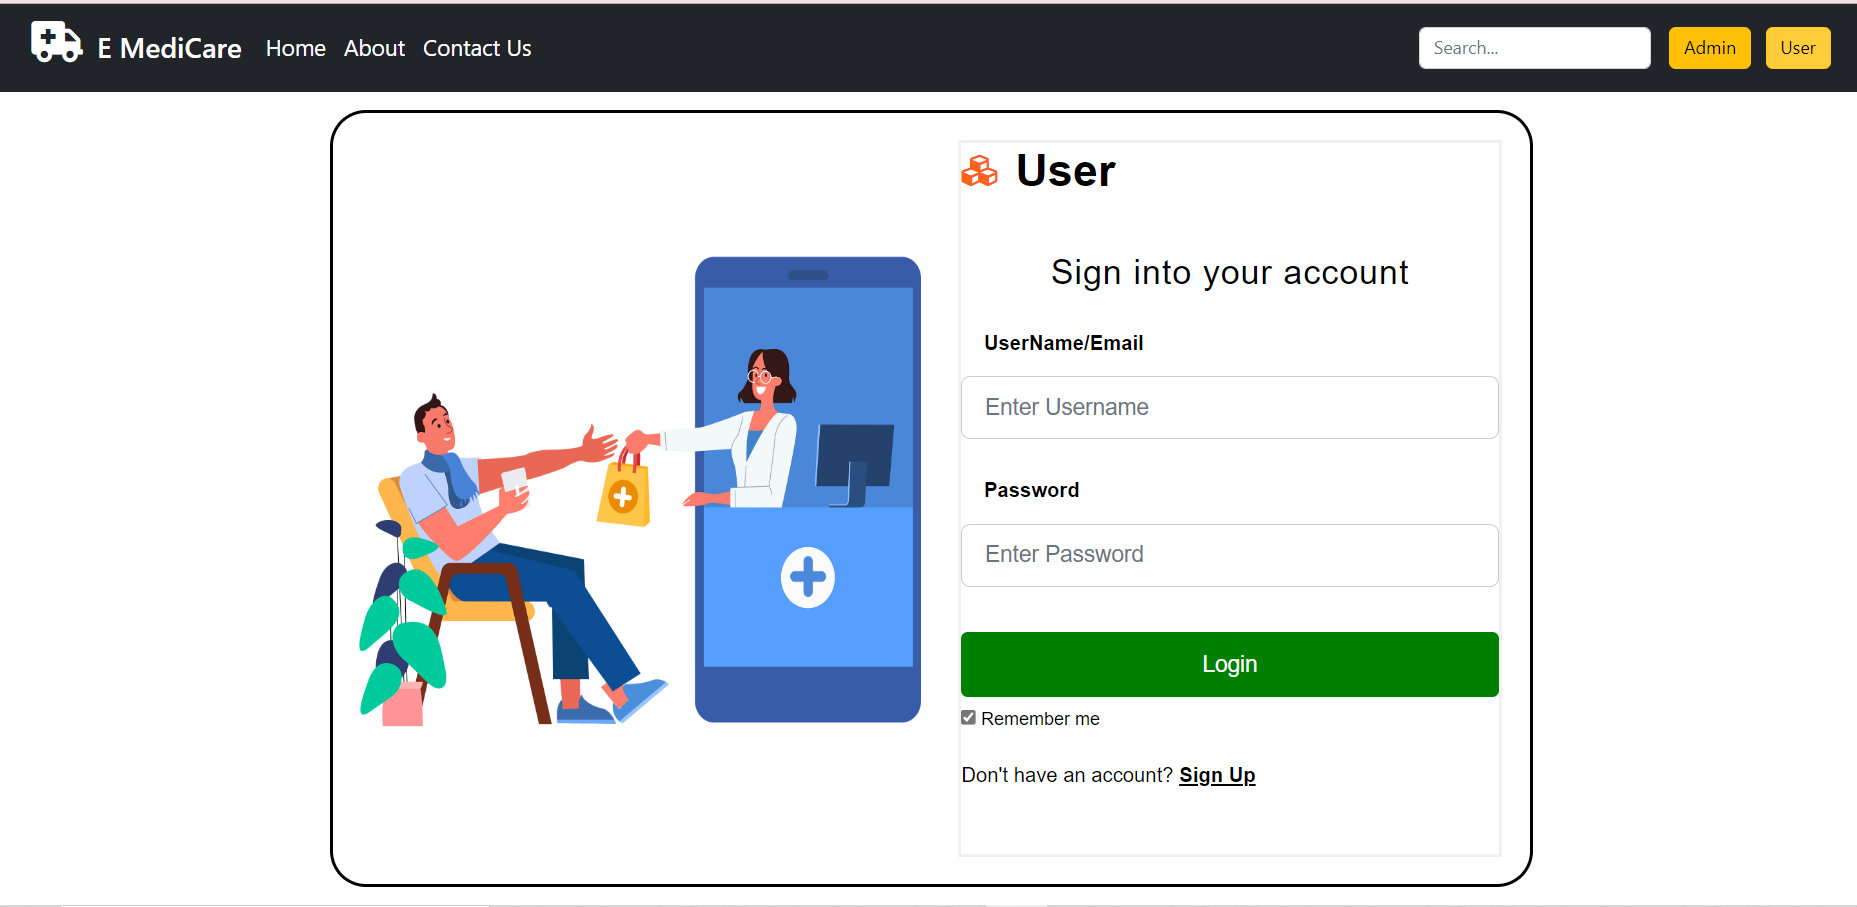 E MediCare Home About Contact Us Search... Admin User
User
Sign into your account
UserName/Email
Enter Username
Password
Enter Password
Login
Remember me
Don't have an account? Sign Up